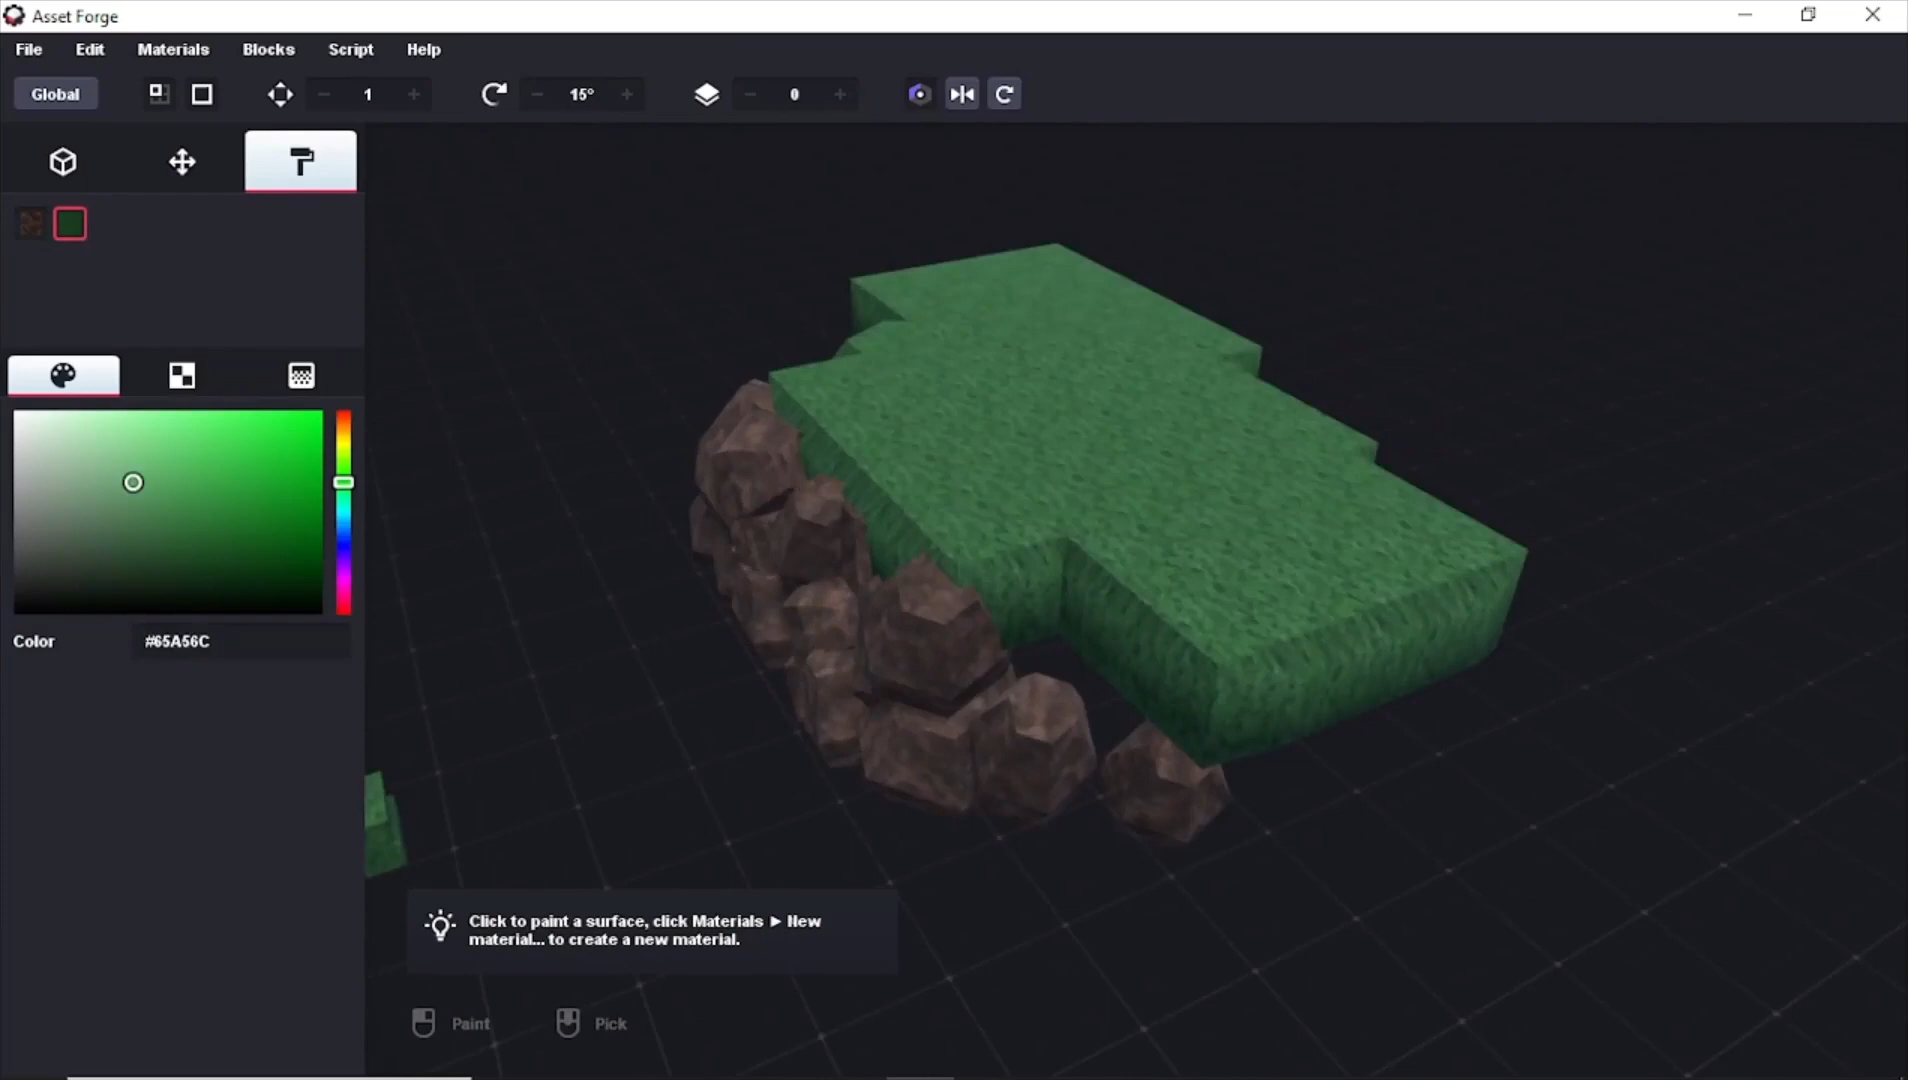 Asset Forge
File Edit Materials Blocks Script Help
Global 1 15° 0
Color #65A56C
Click to paint a surface, click Materials ► New
material... to create a new material.
Paint Pick